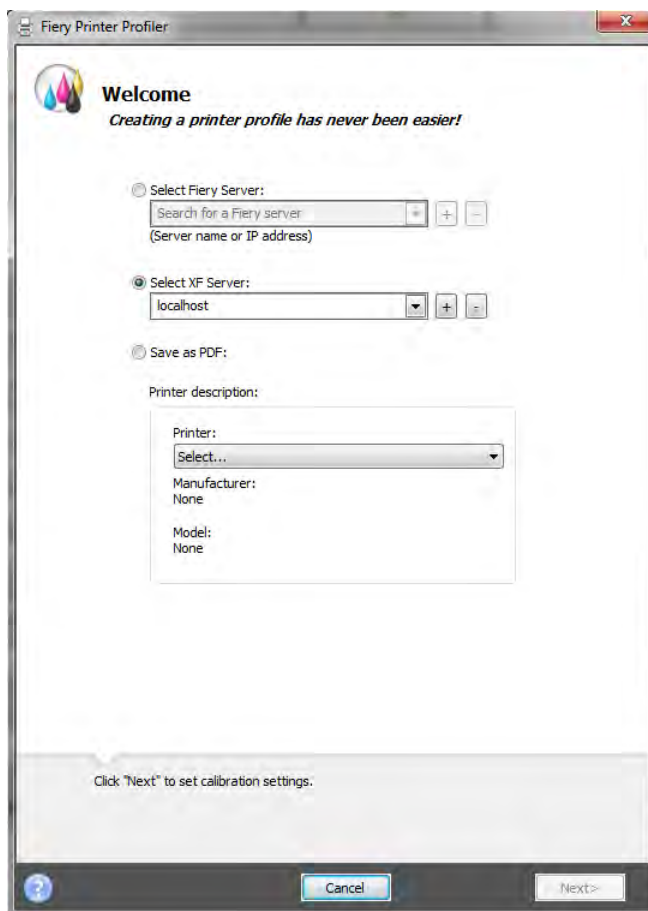 Fiery Printer Profiler
Welcome
Creating a printer profile has never been easier!
Select Fiery Server:
Search for a Fiery server
+ -
(Server name or IP address)
Select XF Server:
localhost
+ -
Save as PDF:
Printer description:
Printer:
Select...
Manufacturer:
None
Model:
None
Click "Next" to set calibration settings.
? Cancel Next>